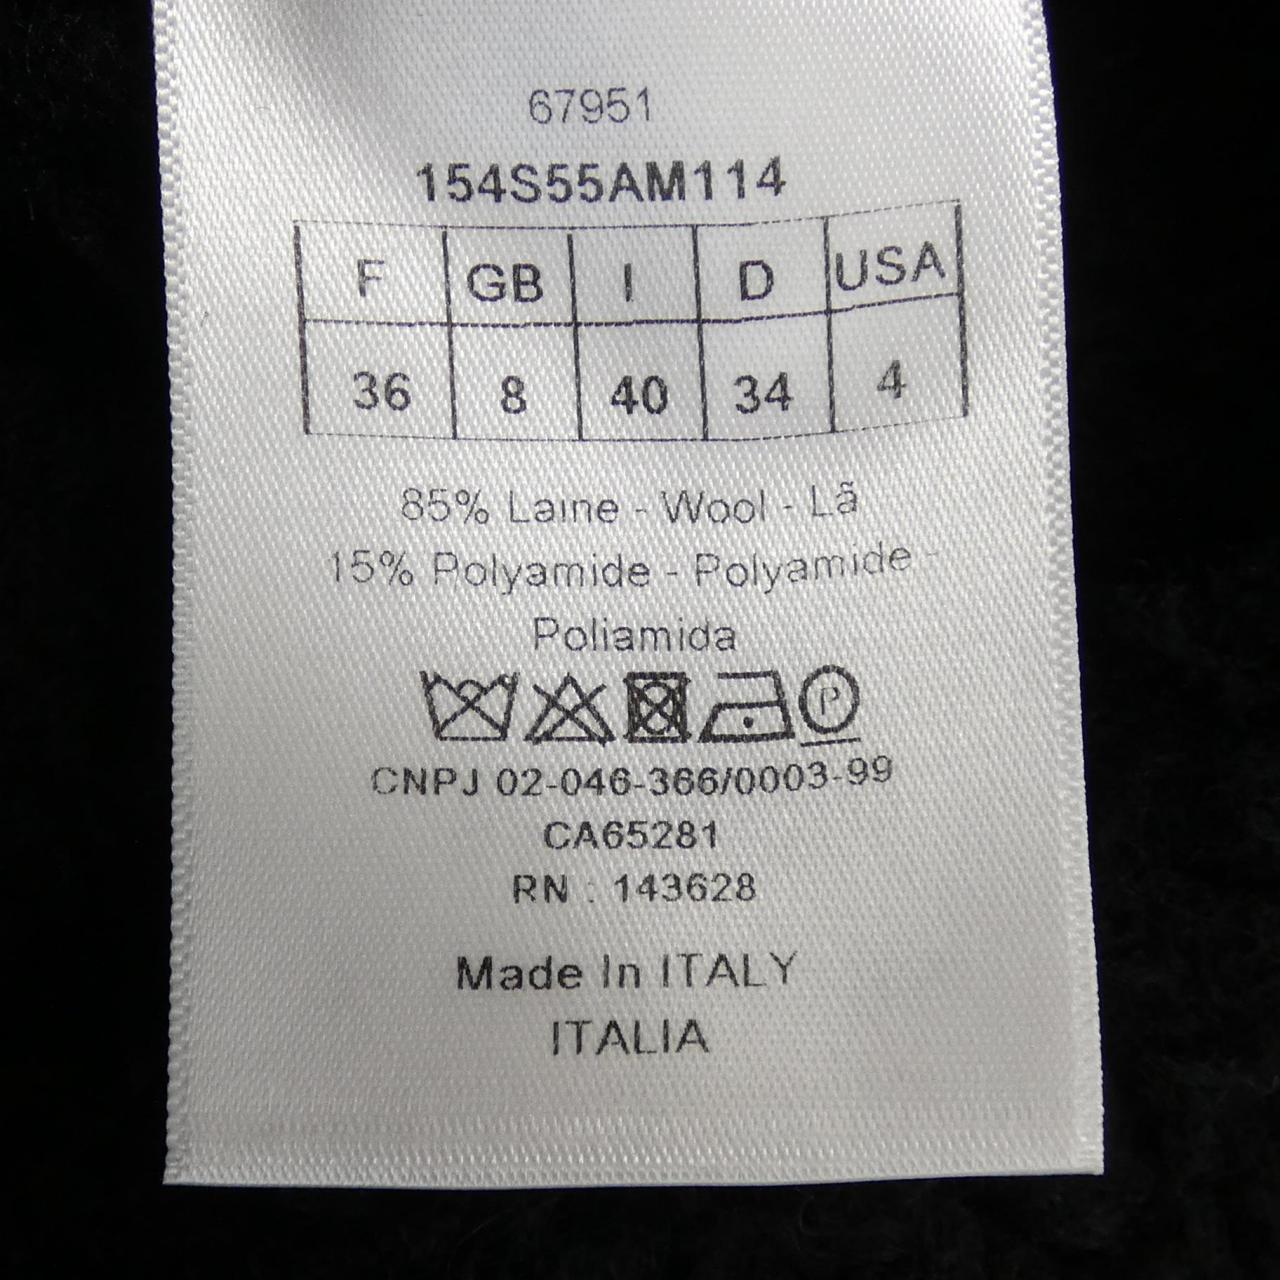 67951
154S55AM114
F GB I D USA
36 8 40 34 4
85% Laine - Wool - Lã
15% Polyamide - Polyamide -
Poliamida
P
CNPJ 02-046-366/0003-99
CA65281
RN : 143628
Made In ITALY
ITALIA